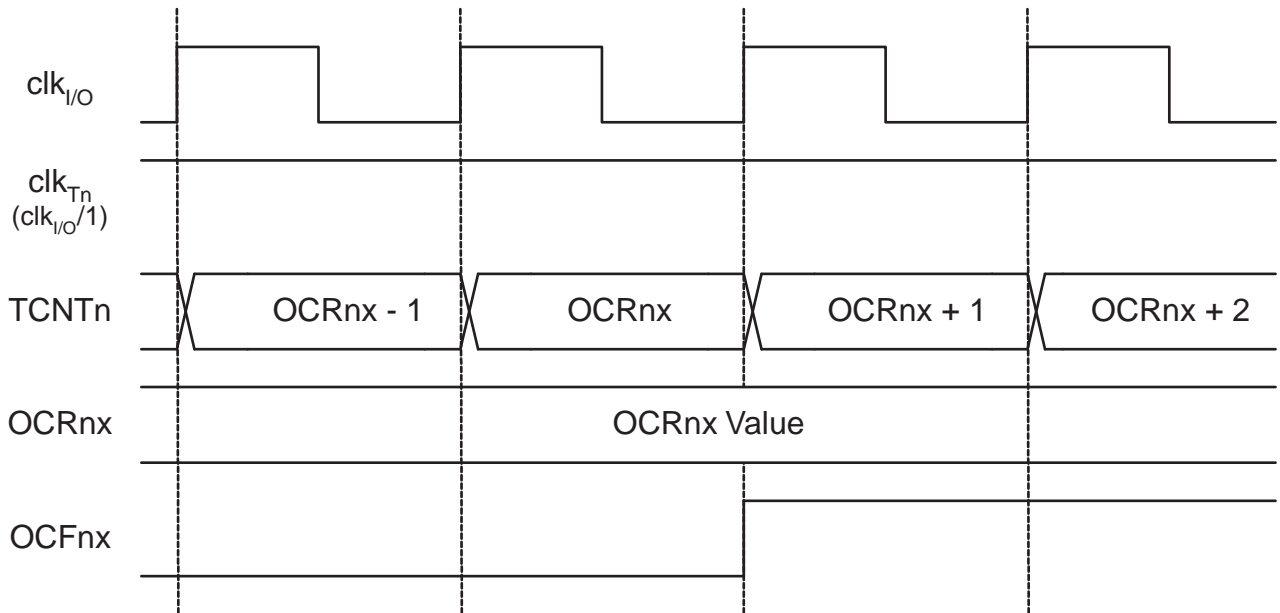 clkI/O
clkTn
(clkI/O/1)
TCNTn
OCRnx - 1
OCRnx
OCRnx + 1
OCRnx + 2
OCRnx
OCRnx Value
OCFnx